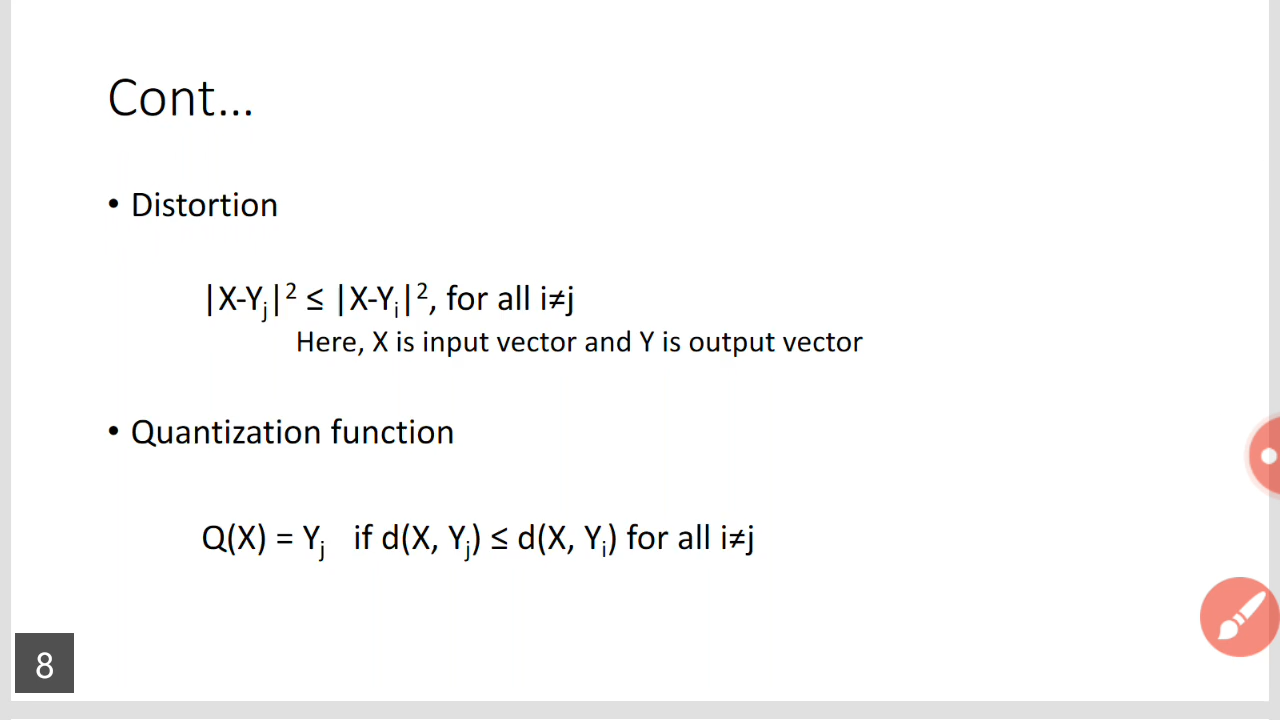 Cont...
• Distortion
|X-Yj|² ≤ |X-Yi|², for all i≠j
Here, X is input vector and Y is output vector
• Quantization function
Q(X) = Yj if d(X, Yj) ≤ d(X, Yi) for all i≠j
8